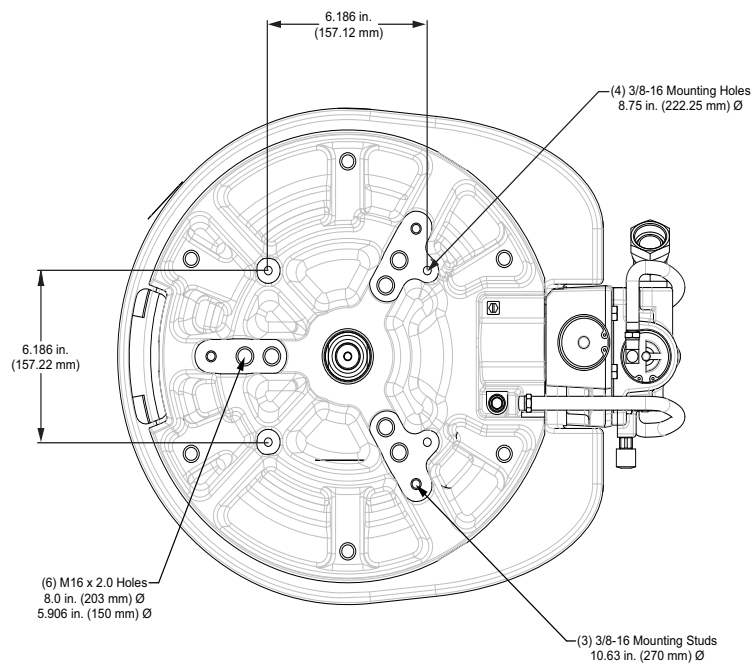 6.186 in.
(157.12 mm)
(4) 3/8-16 Mounting Holes
8.75 in. (222.25 mm) Ø
6.186 in.
(157.22 mm)
(6) M16 x 2.0 Holes
8.0 in. (203 mm) Ø
5.906 in. (150 mm) Ø
(3) 3/8-16 Mounting Studs
10.63 in. (270 mm) Ø